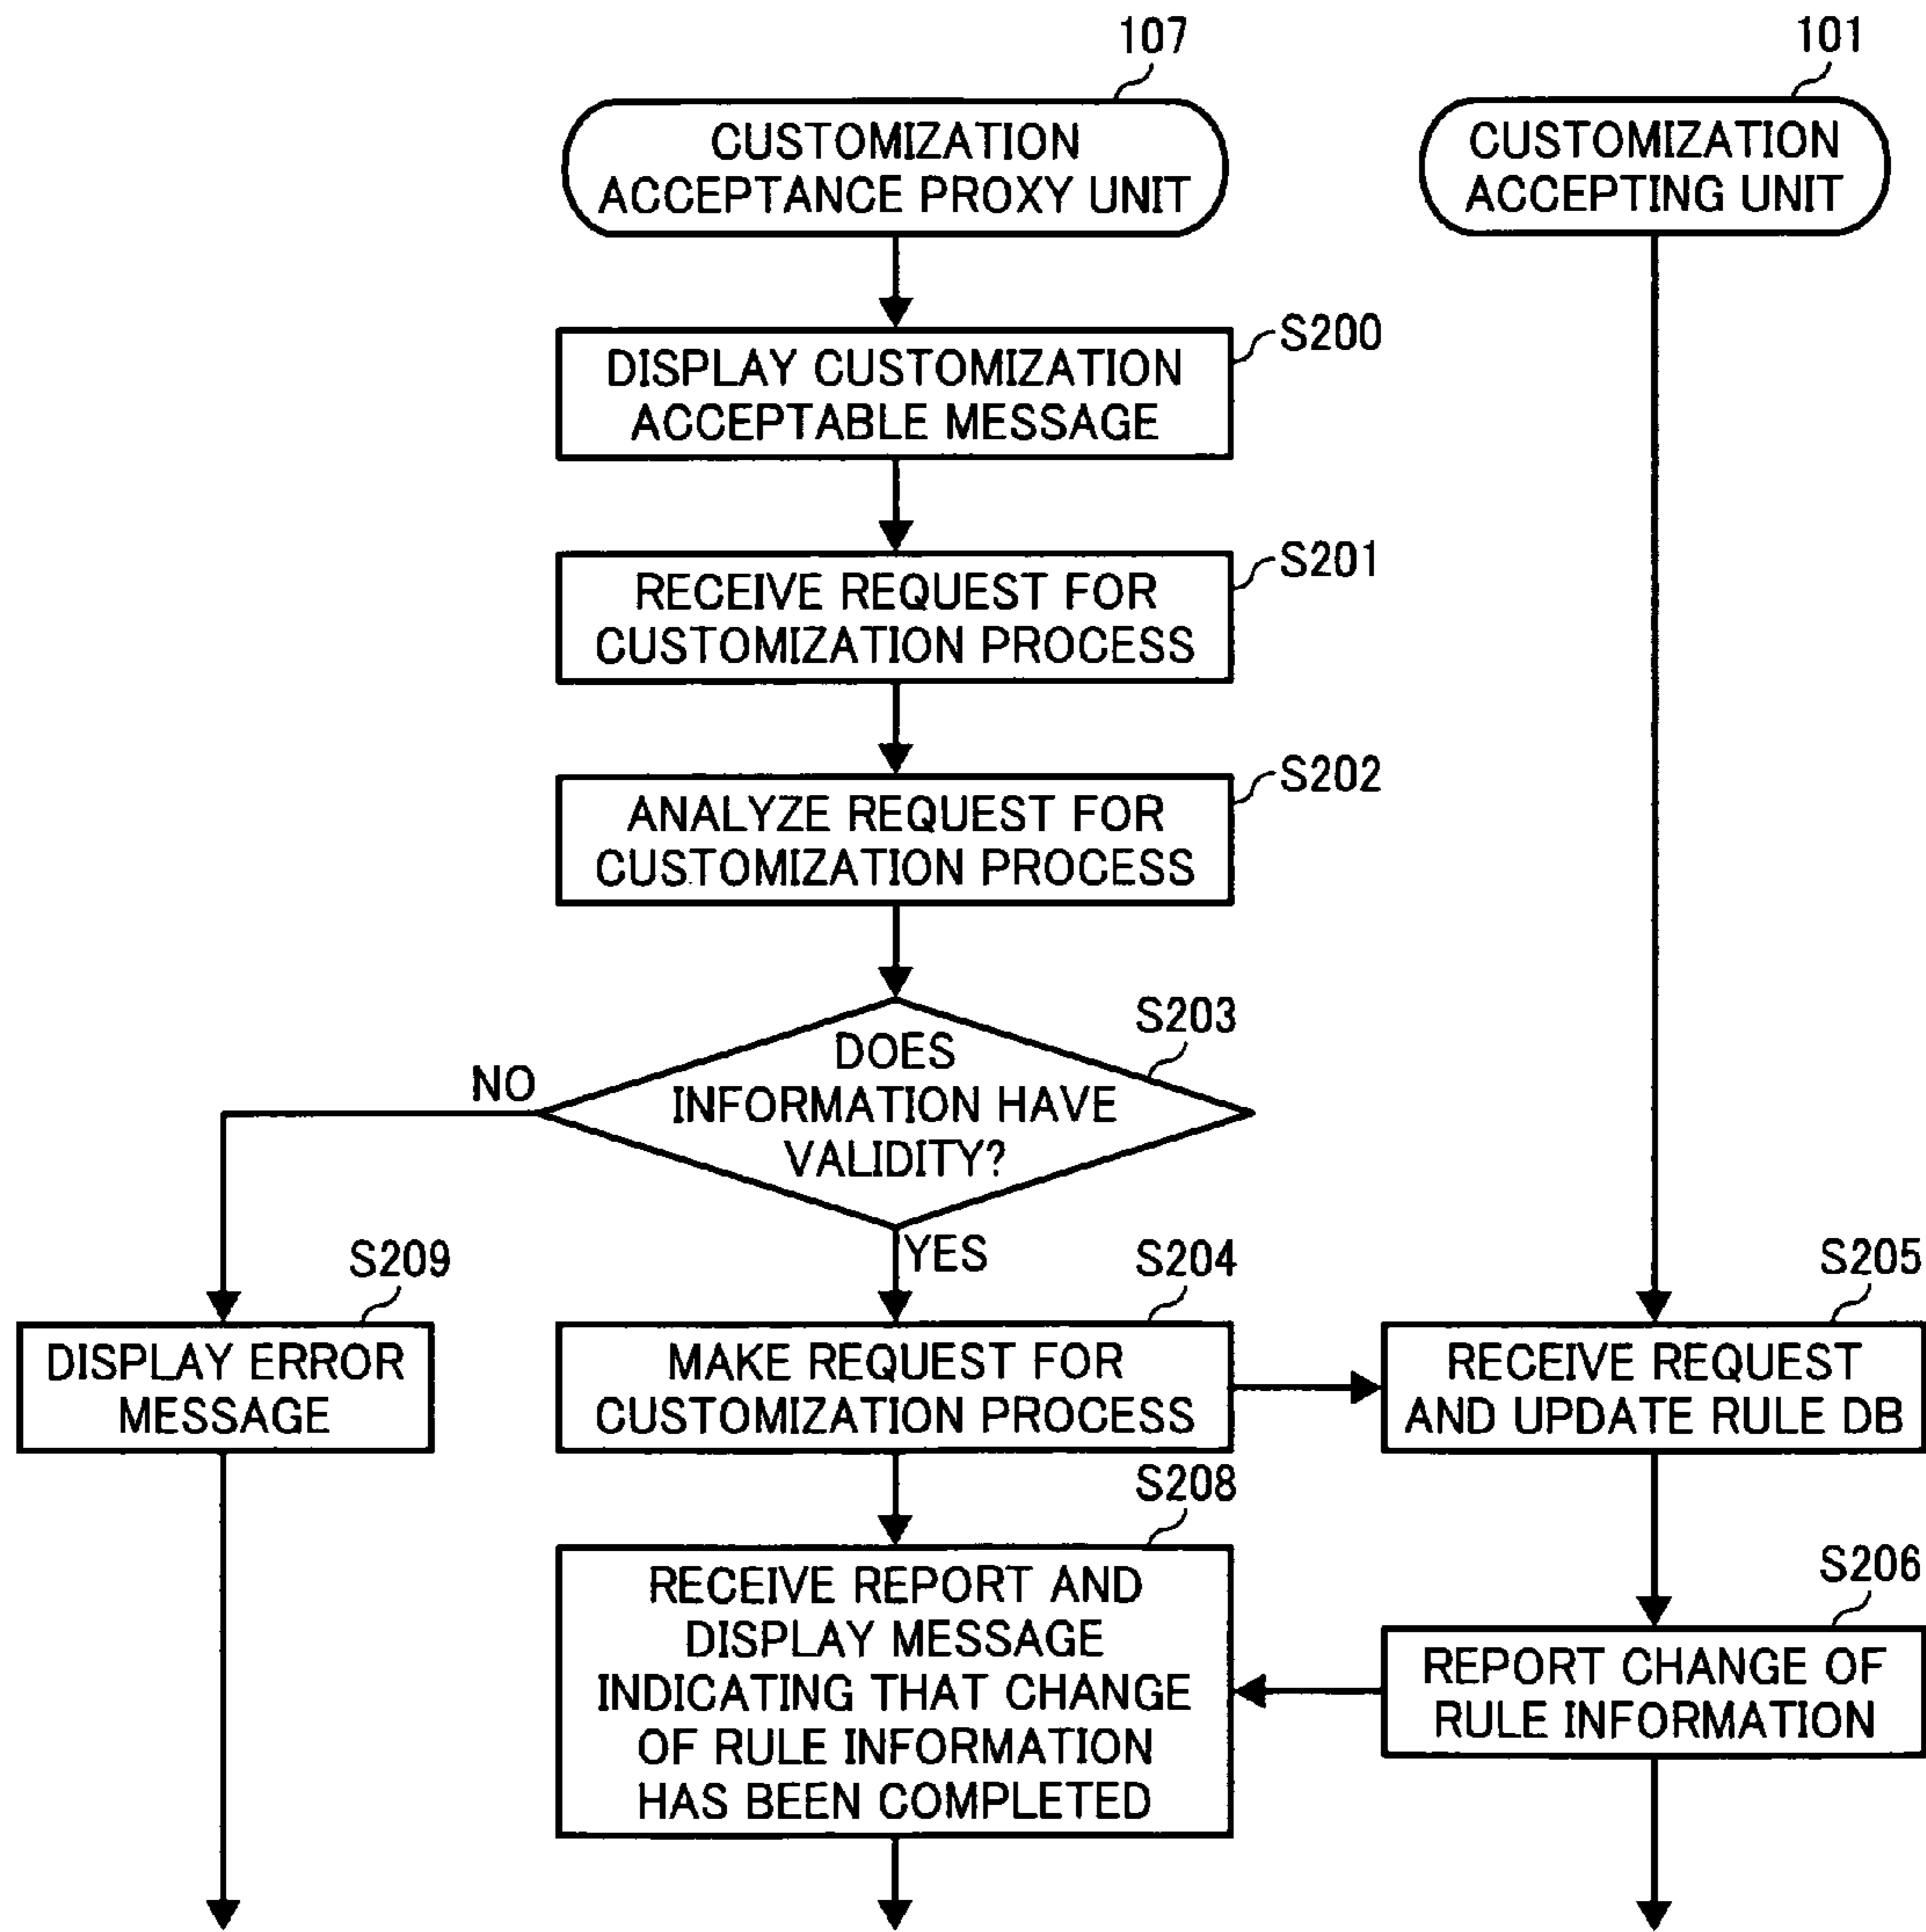 107
101
CUSTOMIZATION
ACCEPTANCE PROXY UNIT
CUSTOMIZATION
ACCEPTING UNIT
S200
DISPLAY CUSTOMIZATION
ACCEPTABLE MESSAGE
S201
RECEIVE REQUEST FOR
CUSTOMIZATION PROCESS
S202
ANALYZE REQUEST FOR
CUSTOMIZATION PROCESS
S203
DOES
INFORMATION HAVE
VALIDITY?
NO
YES
S209
DISPLAY ERROR
MESSAGE
S204
MAKE REQUEST FOR
CUSTOMIZATION PROCESS
S205
RECEIVE REQUEST
AND UPDATE RULE DB
S208
RECEIVE REPORT AND
DISPLAY MESSAGE
INDICATING THAT CHANGE
OF RULE INFORMATION
HAS BEEN COMPLETED
S206
REPORT CHANGE OF
RULE INFORMATION